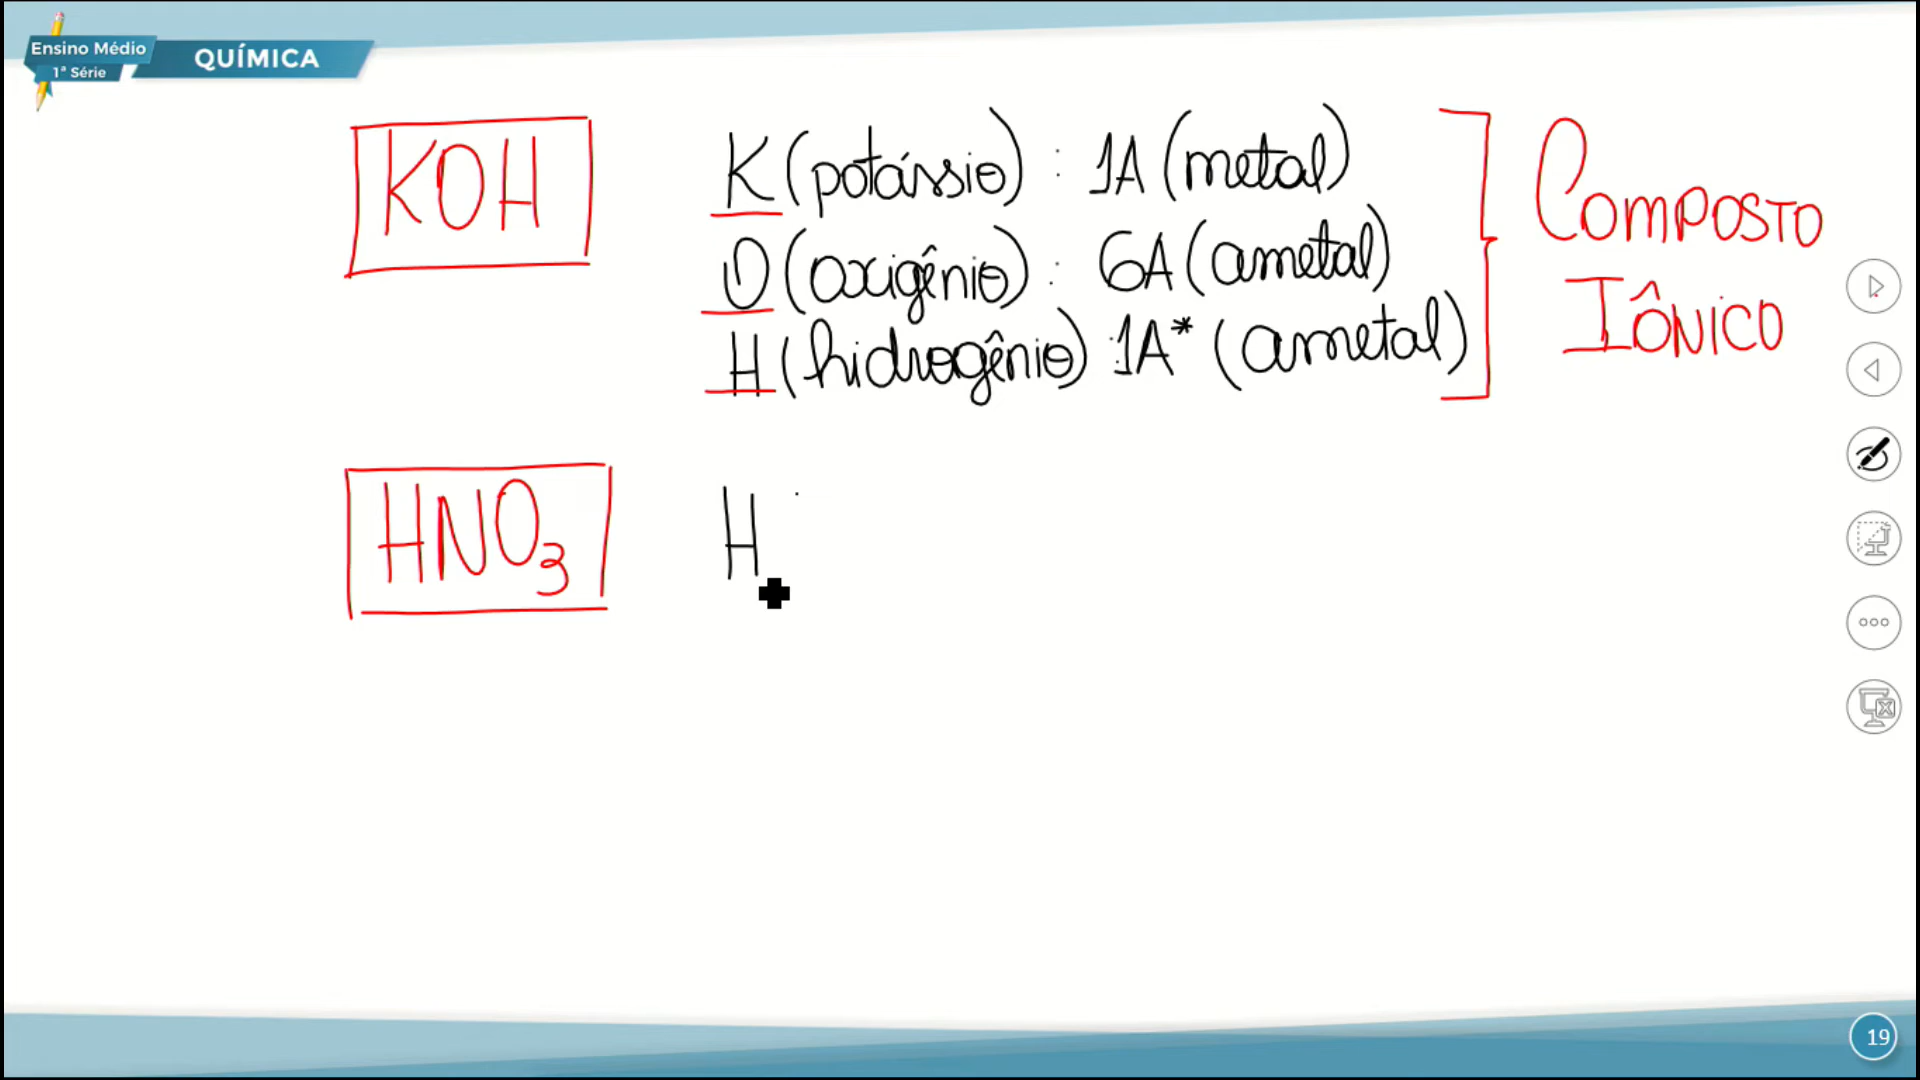 Ensino Médio
1ª Série
QUÍMICA
KOH
K (potássio) : 1A (metal)
O (oxigênio) : 6A (ametal)
H (hidrogênio) 1A* (ametal)
COMPOSTO
IÔNICO
HNO₃
H
19